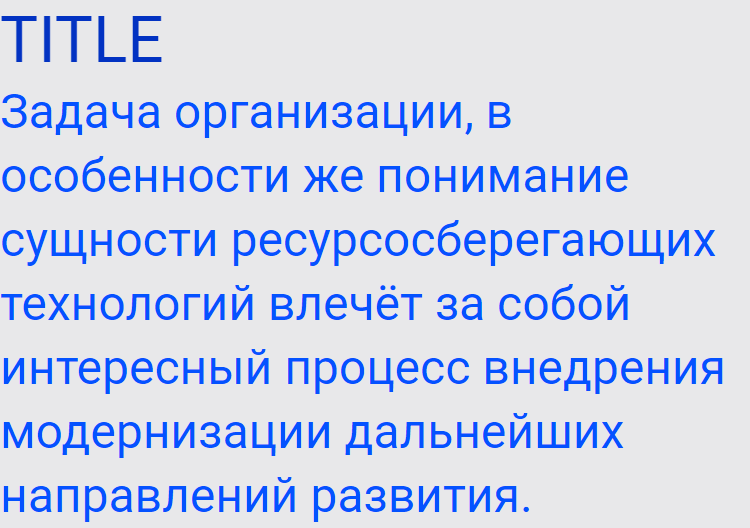 TITLE
Задача организации, в
особенности же понимание
сущности ресурсосберегающих
технологий влечёт за собой
интересный процесс внедрения
модернизации дальнейших
направлений развития.